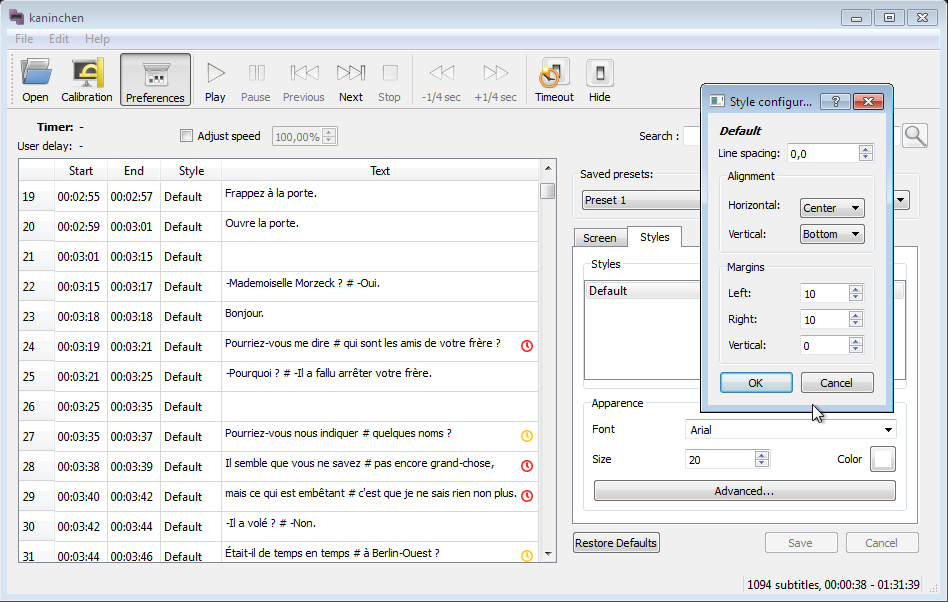 kaninchen
File Edit Help
Open Calibration Preferences Play Pause Previous Next Stop -1/4 sec +1/4 sec Timeout Hide
Timer: -
User delay: -
Adjust speed 100,00%
Search :
Start End Style Text
19 00:02:55 00:02:57 Default Frappez à la porte.
20 00:02:59 00:03:01 Default Ouvre la porte.
21 00:03:01 00:03:15 Default
22 00:03:15 00:03:17 Default -Mademoiselle Morzeck ? # -Oui.
23 00:03:18 00:03:18 Default Bonjour.
24 00:03:19 00:03:21 Default Pourriez-vous me dire # qui sont les amis de votre frère ?
25 00:03:21 00:03:25 Default -Pourquoi ? # -Il a fallu arrêter votre frère.
26 00:03:25 00:03:35 Default
27 00:03:35 00:03:37 Default Pourriez-vous nous indiquer # quelques noms ?
28 00:03:38 00:03:39 Default Il semble que vous ne savez # pas encore grand-chose,
29 00:03:40 00:03:42 Default mais ce qui est embêtant # c'est que je ne sais rien non plus.
30 00:03:42 00:03:44 Default -Il a volé ? # -Non.
31 00:03:44 00:03:46 Default Était-il de temps en temps # à Berlin-Ouest ?
Saved presets:
Preset 1
Screen Styles
Styles
Default
Apparence
Font Arial
Size 20 Color
Advanced...
Restore Defaults Save Cancel
1094 subtitles, 00:00:38 - 01:31:39
Style configur... ?
Default
Line spacing: 0,0
Alignment
Horizontal: Center
Vertical: Bottom
Margins
Left: 10
Right: 10
Vertical: 0
OK Cancel